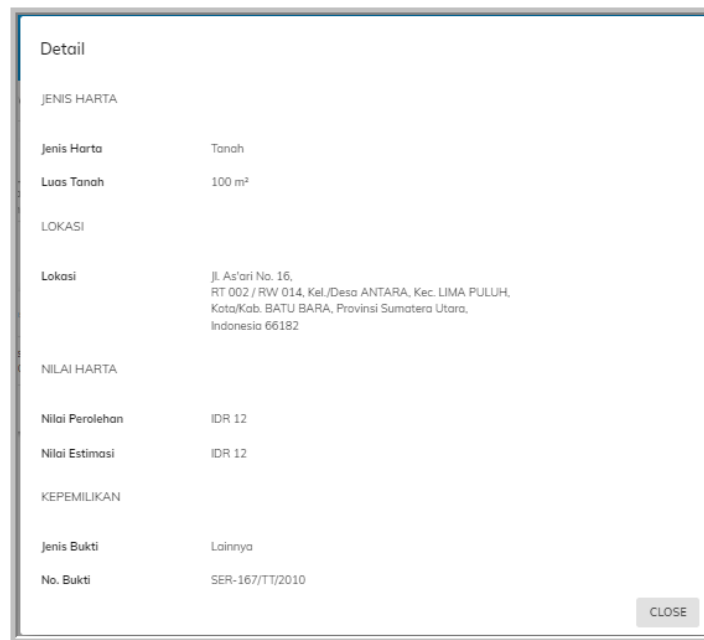 Detail
JENIS HARTA
Jenis Harta Tanah
Luas Tanah 100 m²
LOKASI
Lokasi Jl. As'ari No. 16,
RT 002 / RW 014, Kel./Desa ANTARA, Kec. LIMA PULUH,
Kota/Kab. BATU BARA, Provinsi Sumatera Utara,
Indonesia 66182
NILAI HARTA
Nilai Perolehan IDR 12
Nilai Estimasi IDR 12
KEPEMILIKAN
Jenis Bukti Lainnya
No. Bukti SER-167/TT/2010
CLOSE